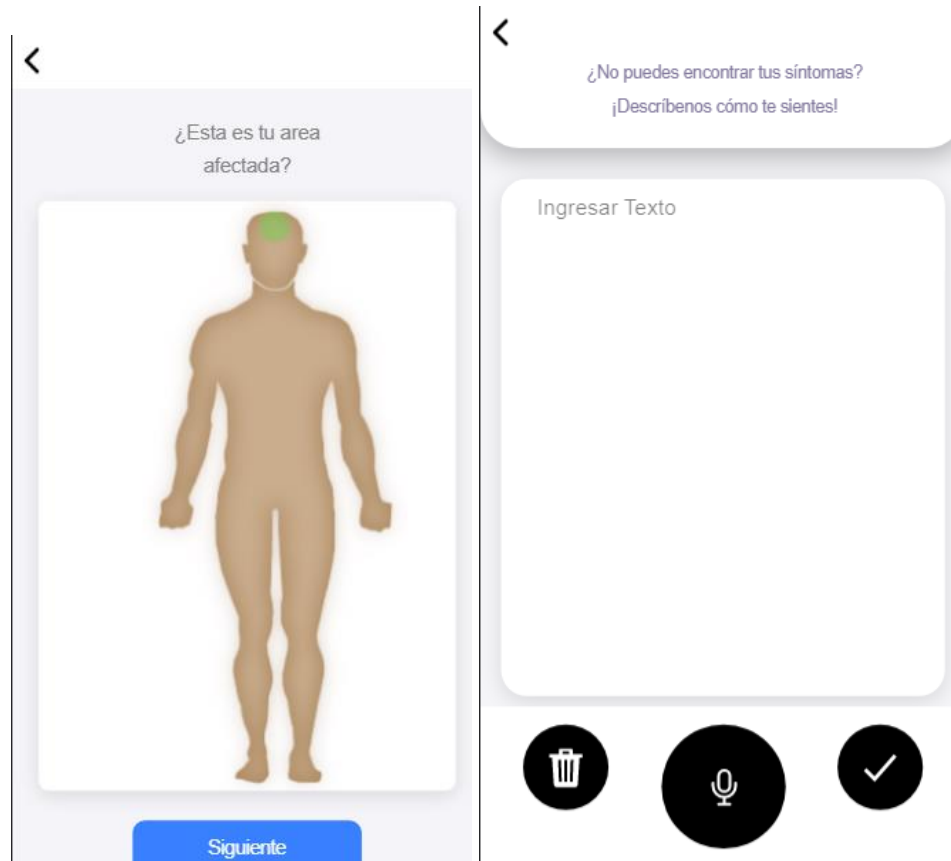 ¿Esta es tu area
afectada?
Siguiente
¿No puedes encontrar tus síntomas?
¡Descríbenos cómo te sientes!
Ingresar Texto